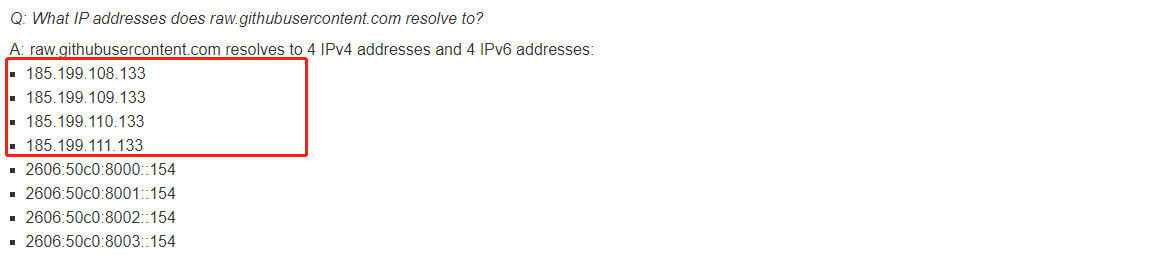 Q: What IP addresses does raw.githubusercontent.com resolve to?
A: raw.githubusercontent.com resolves to 4 IPv4 addresses and 4 IPv6 addresses:
185.199.108.133
185.199.109.133
185.199.110.133
185.199.111.133
2606:50c0:8000::154
2606:50c0:8001::154
2606:50c0:8002::154
2606:50c0:8003::154